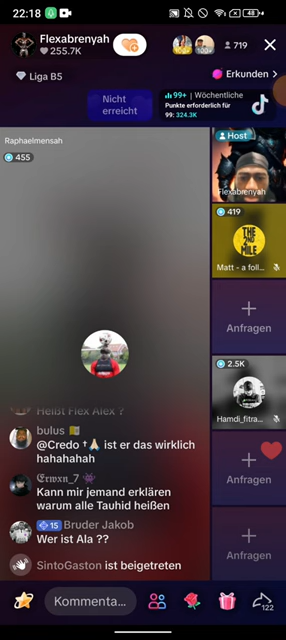 22:18
48
Flexabrenyah
255.7K
719
Liga B5
Erkunden
Nicht
erreicht
99+ | Wöchentliche
Punkte erforderlich für
99: 324.3K
Raphaelmensah
455
Host
Flexabrenyah
419
THE
2ND
MILE
Matt - a foll...
Anfragen
2.5K
Hamdi_fitra...
Anfragen
Anfragen
Heißt Flex Alex ?
bulus
@Credo †🙏🏻 ist er das wirklich
hahahahah
𝕰𝖗𝖜𝖝𝖓_7 👾
Kann mir jemand erklären
warum alle Tauhid heißen
15 Bruder Jakob
Wer ist Ala ??
SintoGaston ist beigetreten
Kommenta...
122